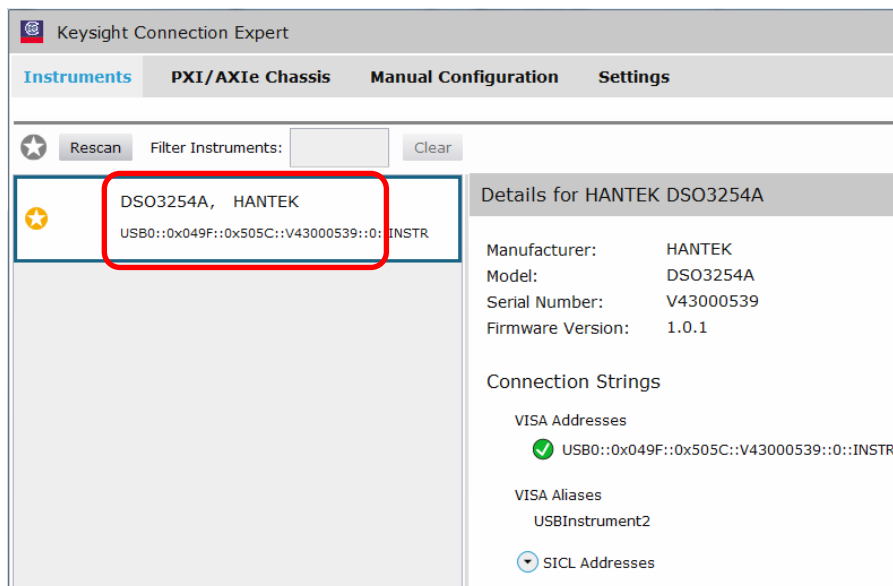 Keysight Connection Expert
Instruments PXI/AXIe Chassis Manual Configuration Settings
Rescan Filter Instruments: Clear
DSO3254A, HANTEK
USB0::0x049F::0x505C::V43000539::0::INSTR
Details for HANTEK DSO3254A
Manufacturer: HANTEK
Model: DSO3254A
Serial Number: V43000539
Firmware Version: 1.0.1
Connection Strings
VISA Addresses
USB0::0x049F::0x505C::V43000539::0::INSTR
VISA Aliases
USBInstrument2
SICL Addresses